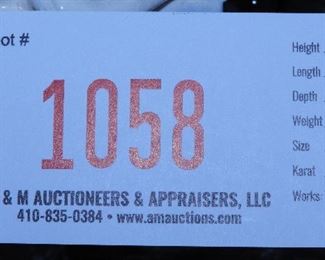 ot #
1058
& M AUCTIONEERS & APPRAISERS, LLC
410-835-0384 • www.amauctions.com
Height
Length
Depth
Weight
Size
Karat
Works: